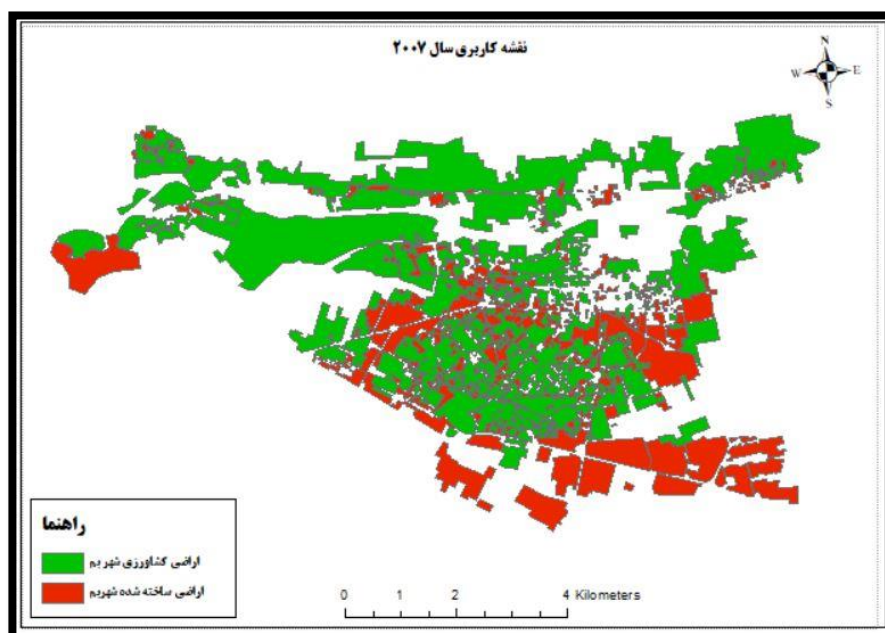 نقشه کاربری سال ۲۰۰۷
N
W E
S
راهنما
اراضی کشاورزی شهر بم
اراضی ساخته شده شهربم
0 1 2 4 Kilometers